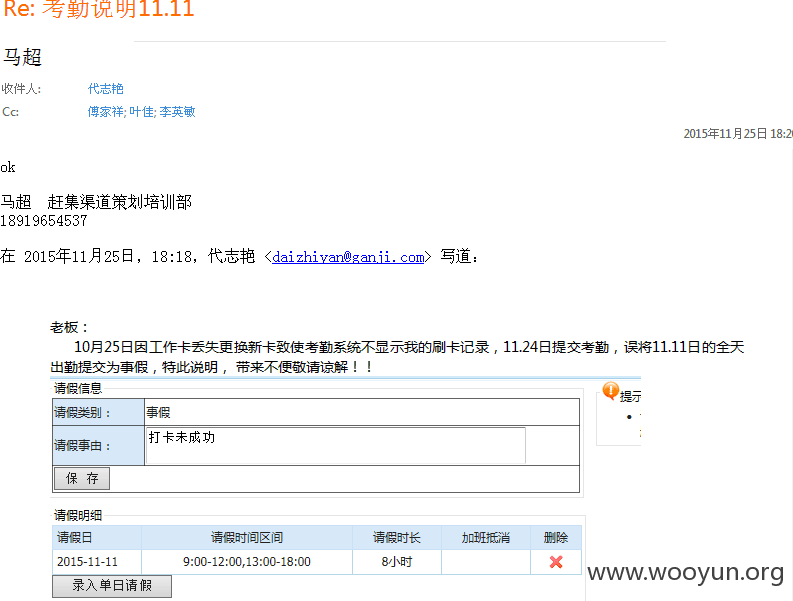 Re: 考勤说明11.11
马超
收件人: 代志艳
Cc: 傅家祥; 叶佳; 李英敏
2015年11月25日 18:20
ok
马超 赶集渠道策划培训部
18919654537
在 2015年11月25日，18:18，代志艳 <daizhiyan@ganji.com> 写道：
老板：
10月25日因工作卡丢失更换新卡致使考勤系统不显示我的刷卡记录，11.24日提交考勤，误将11.11日的全天
出勤提交为事假，特此说明， 带来不便敬请谅解！！
请假信息
提示
请假类别： 事假
请假事由： 打卡未成功
保 存
请假明细
请假日 请假时间区间 请假时长 加班抵消 删除
2015-11-11 9:00-12:00,13:00-18:00 8小时
录入单日请假
www.wooyun.org